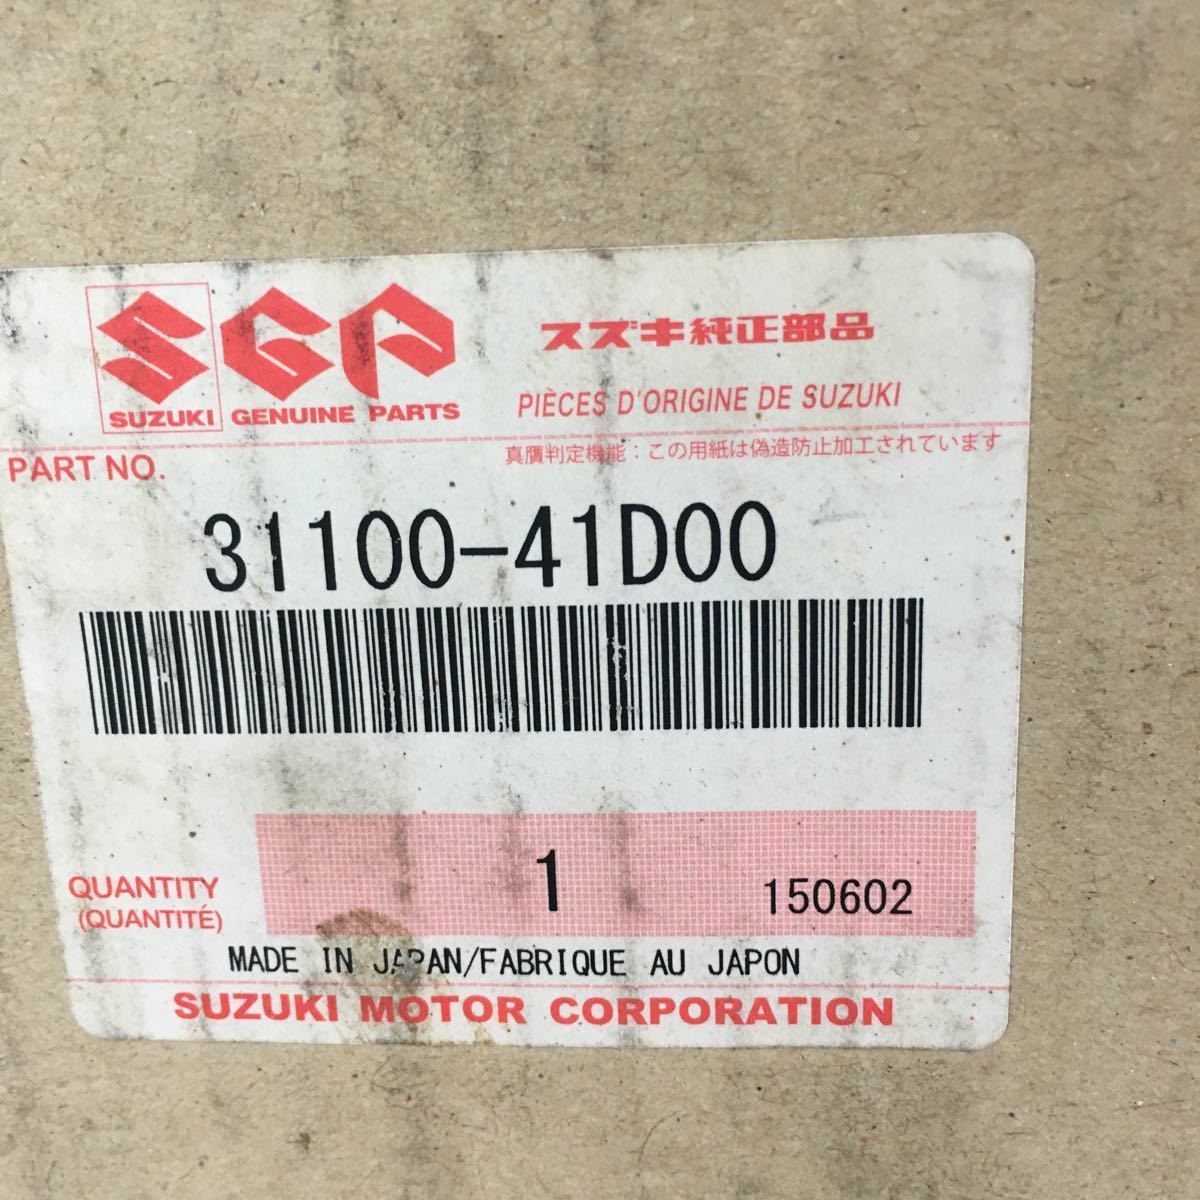 SGP
SUZUKI GENUINE PARTS
スズキ純正部品
PIÈCES D'ORIGINE DE SUZUKI
真贋判定機能：この用紙は偽造防止加工されています
PART NO.
31100-41D00
QUANTITY
(QUANTITÉ)
1
150602
MADE IN JAPAN/FABRIQUE AU JAPON
SUZUKI MOTOR CORPORATION